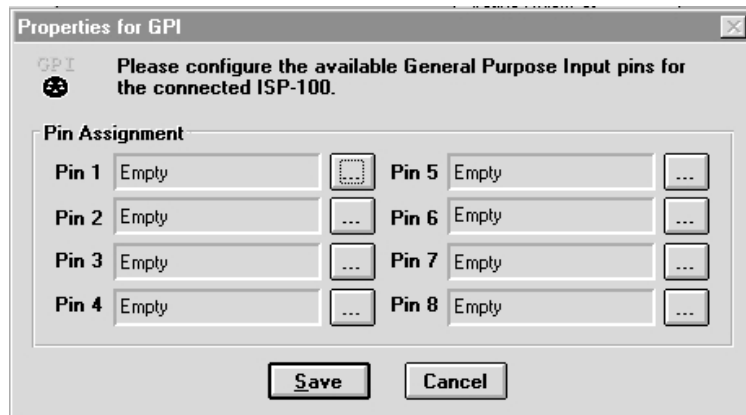 Properties for GPI
GPI
Please configure the available General Purpose Input pins for
the connected ISP-100.
Pin Assignment
Pin 1 Empty ... Pin 5 Empty ...
Pin 2 Empty ... Pin 6 Empty ...
Pin 3 Empty ... Pin 7 Empty ...
Pin 4 Empty ... Pin 8 Empty ...
Save Cancel